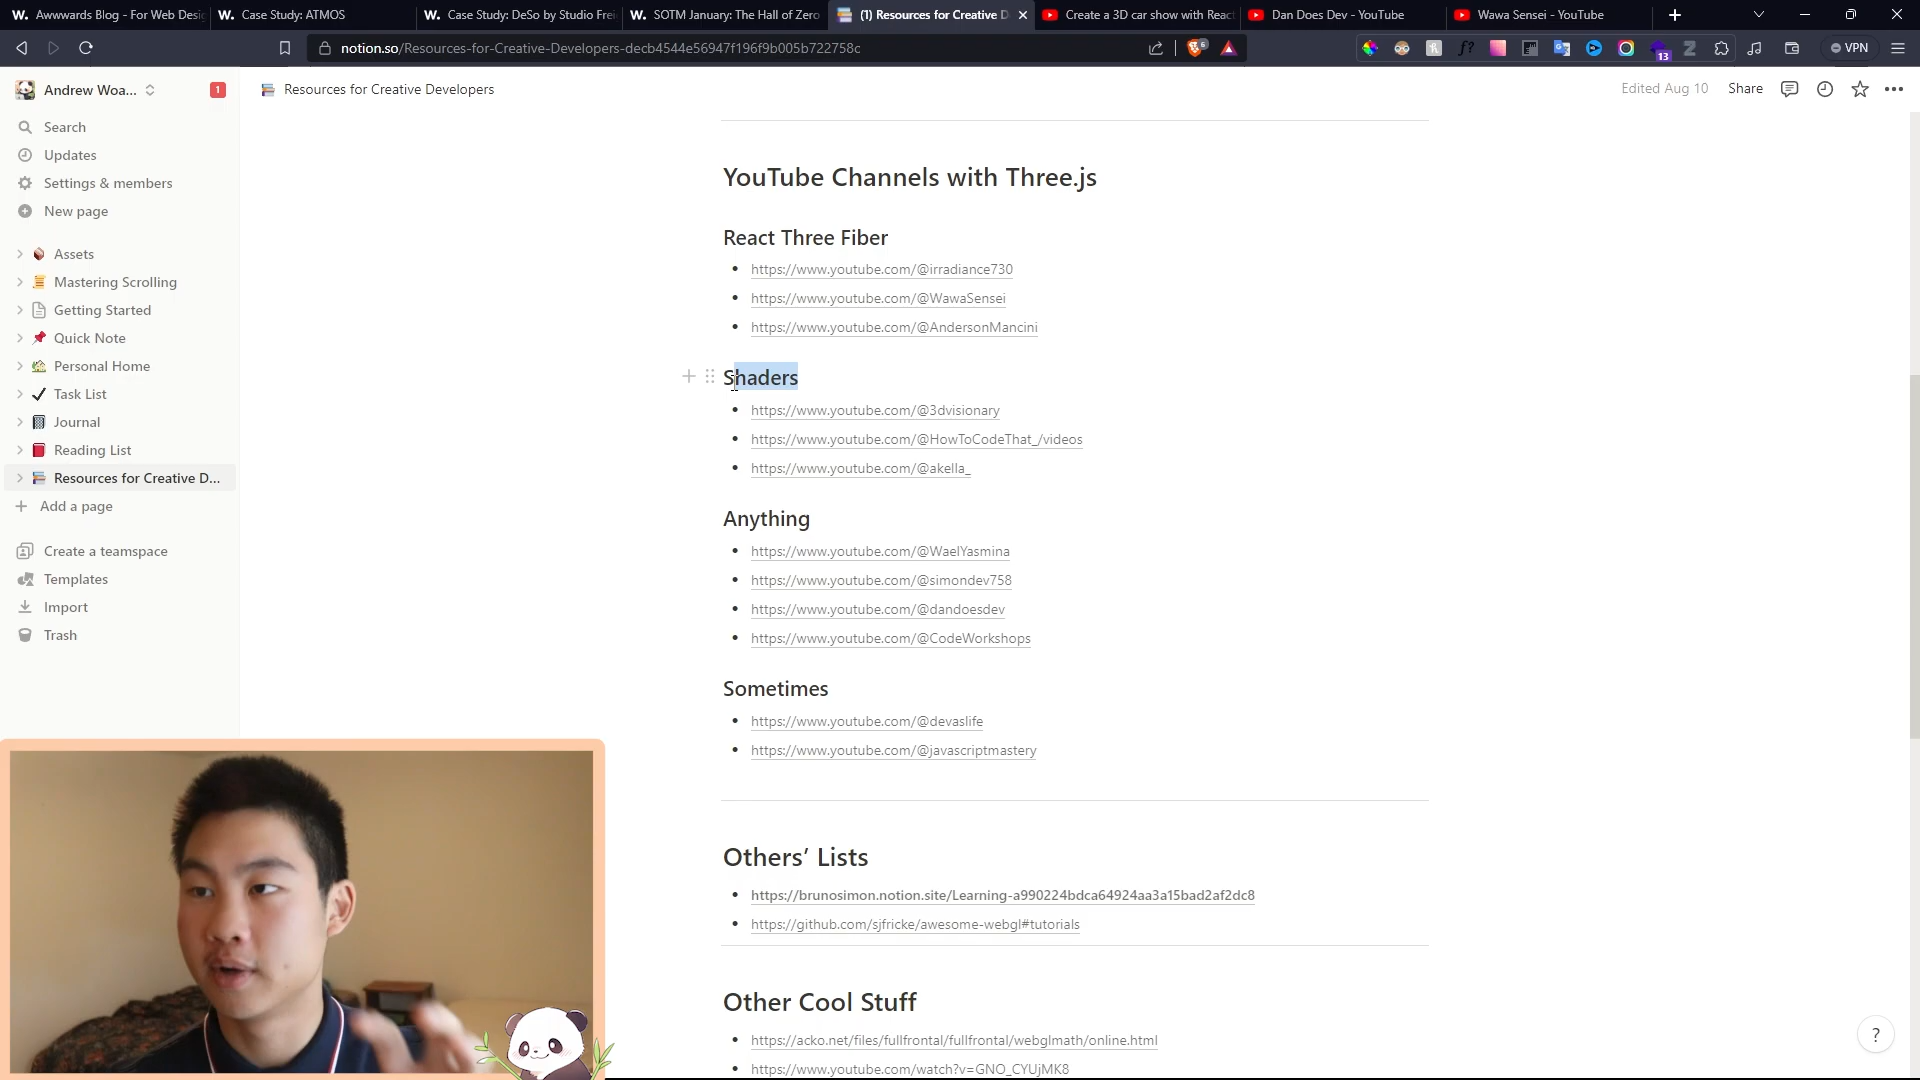 W. Awwwards Blog - For Web Desig
W. Case Study: ATMOS
W. Case Study: DeSo by Studio Frei
W. SOTM January: The Hall of Zero
(1) Resources for Creative D
Create a 3D car show with Reac
Dan Does Dev - YouTube
Wawa Sensei - YouTube
notion.so/Resources-for-Creative-Developers-decb4544e56947f196f9b005b722758c
6
13
VPN
Andrew Woa...
1
Resources for Creative Developers
Edited Aug 10
Share
Search
Updates
Settings & members
New page
Assets
Mastering Scrolling
Getting Started
Quick Note
Personal Home
Task List
Journal
Reading List
Resources for Creative D...
Add a page
Create a teamspace
Templates
Import
Trash
YouTube Channels with Three.js
React Three Fiber
https://www.youtube.com/@irradiance730
https://www.youtube.com/@WawaSensei
https://www.youtube.com/@AndersonMancini
Shaders
https://www.youtube.com/@3dvisionary
https://www.youtube.com/@HowToCodeThat_/videos
https://www.youtube.com/@akella_
Anything
https://www.youtube.com/@WaelYasmina
https://www.youtube.com/@simondev758
https://www.youtube.com/@dandoesdev
https://www.youtube.com/@CodeWorkshops
Sometimes
https://www.youtube.com/@devaslife
https://www.youtube.com/@javascriptmastery
Others’ Lists
https://brunosimon.notion.site/Learning-a990224bdca64924aa3a15bad2af2dc8
https://github.com/sjfricke/awesome-webgl#tutorials
Other Cool Stuff
https://acko.net/files/fullfrontal/fullfrontal/webglmath/online.html
https://www.youtube.com/watch?v=GNO_CYUjMK8
?